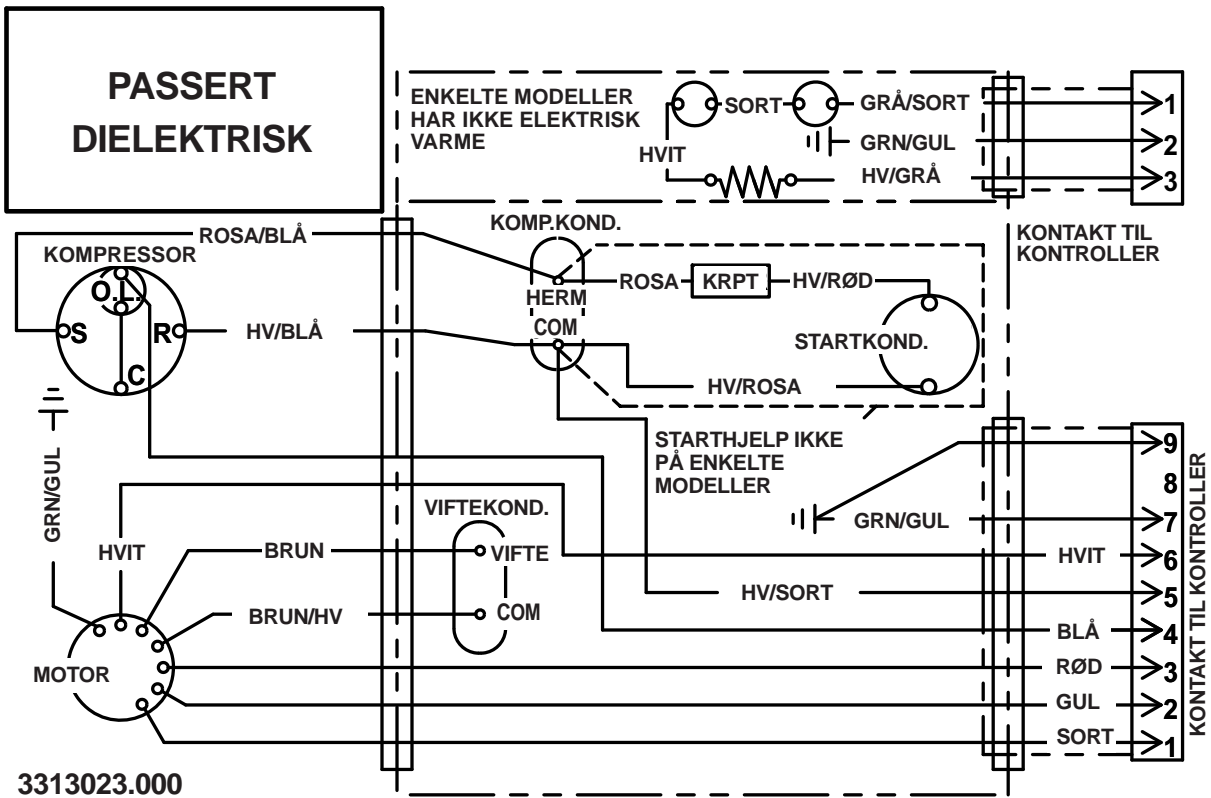 PASSERT
DIELEKTRISK
ENKELTE MODELLER
HAR IKKE ELEKTRISK
VARME
SORT
GRÅ/SORT
1
GRN/GUL
2
HVIT
HV/GRÅ
3
KONTAKT TIL
KONTROLLER
KOMP.KOND.
ROSA/BLÅ
KOMPRESSOR
O.L.
S
R
C
HERM
ROSA
KRPT
HV/RØD
HV/BLÅ
COM
STARTKOND.
HV/ROSA
STARTHJELP IKKE
PÅ ENKELTE
MODELLER
GRN/GUL
HVIT
VIFTEKOND.
BRUN
VIFTE
BRUN/HV
COM
MOTOR
9
8
GRN/GUL
7
HVIT
6
HV/SORT
5
BLÅ
4
RØD
3
GUL
2
SORT
1
KONTAKT TIL KONTROLLER
3313023.000